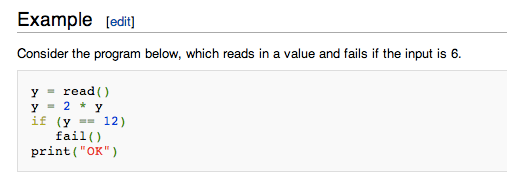 Example [edit]
Consider the program below, which reads in a value and fails if the input is 6.
y = read()
y = 2 * y
if (y == 12)
    fail()
print("OK")